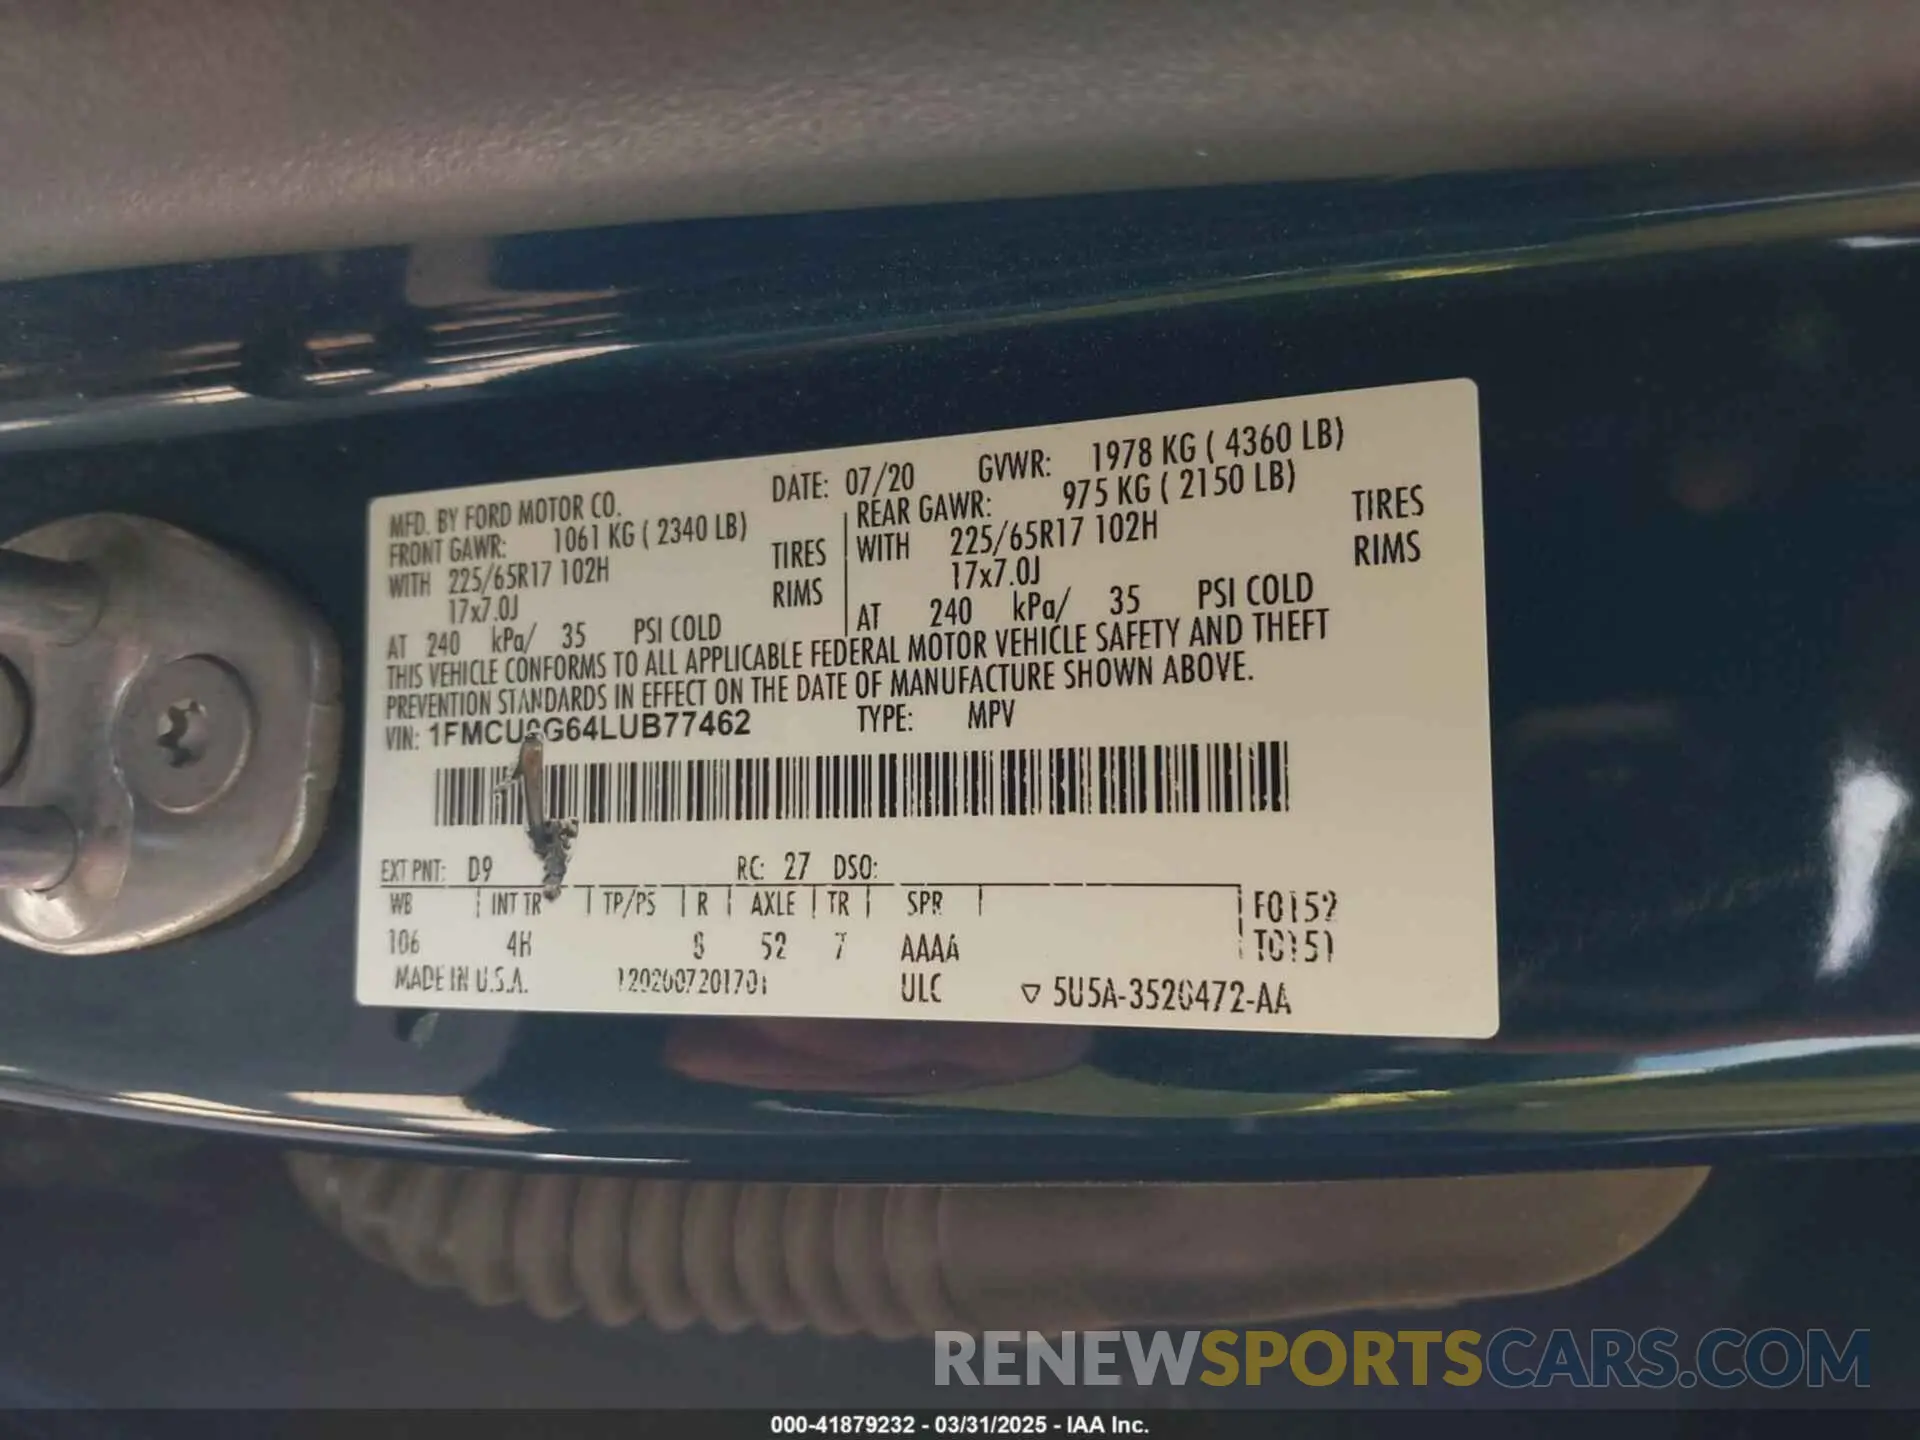 MFD. BY FORD MOTOR CO. DATE: 07/20 GVWR: 1978 KG ( 4360 LB)
FRONT GAWR: 1061 KG ( 2340 LB) REAR GAWR: 975 KG ( 2150 LB)
WITH 225/65R17 102H TIRES WITH 225/65R17 102H TIRES
17x7.0J RIMS 17x7.0J RIMS
AT 240 kPa/ 35 PSI COLD AT 240 kPa/ 35 PSI COLD
THIS VEHICLE CONFORMS TO ALL APPLICABLE FEDERAL MOTOR VEHICLE SAFETY AND THEFT
PREVENTION STANDARDS IN EFFECT ON THE DATE OF MANUFACTURE SHOWN ABOVE.
VIN: TYPE: MPV
EXT PNT: D9 RC: 27 DSO:
WB INT TR TP/PS R AXLE TR SPR F0152
106 4H 8 52 7 AAAA T0151
MADE IN U.S.A. ULC ▽ 5U5A-3520472-AA
RENEWSPORTSCARS.COM
000-41879232 - 03/31/2025 - IAA Inc.